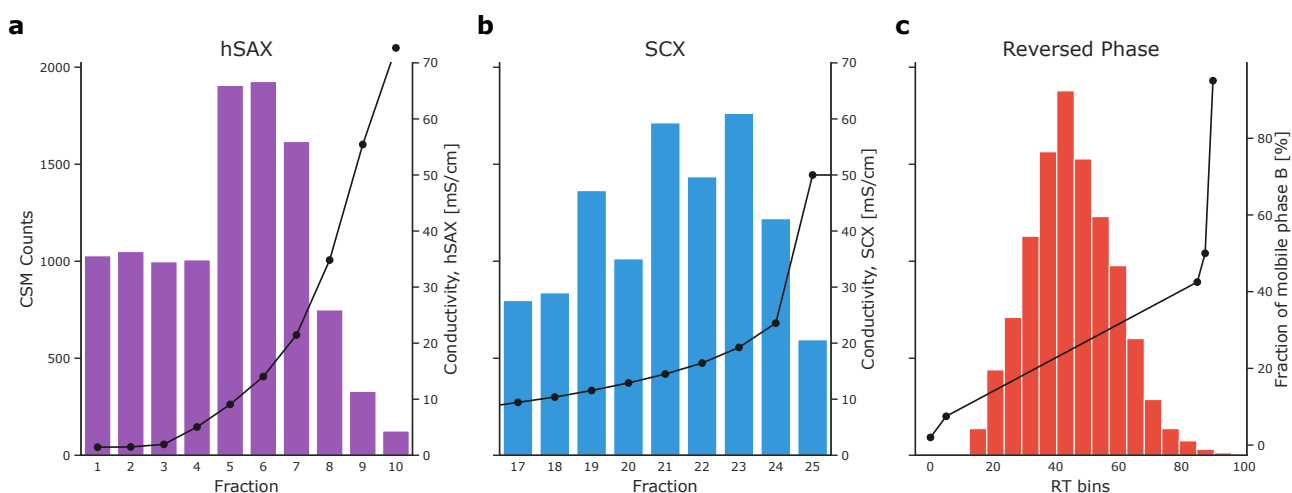 a
hSAX
2000
1500
1000
500
0
CSM Counts
1 2 3 4 5 6 7 8 9 10
Fraction
70
60
50
40
30
20
10
0
Conductivity, hSAX [mS/cm]
b
SCX
17 18 19 20 21 22 23 24 25
Fraction
70
60
50
40
30
20
10
0
Conductivity, SCX [mS/cm]
c
Reversed Phase
0 20 40 60 80 100
RT bins
80
60
40
20
0
Fraction of molbile phase B [%]